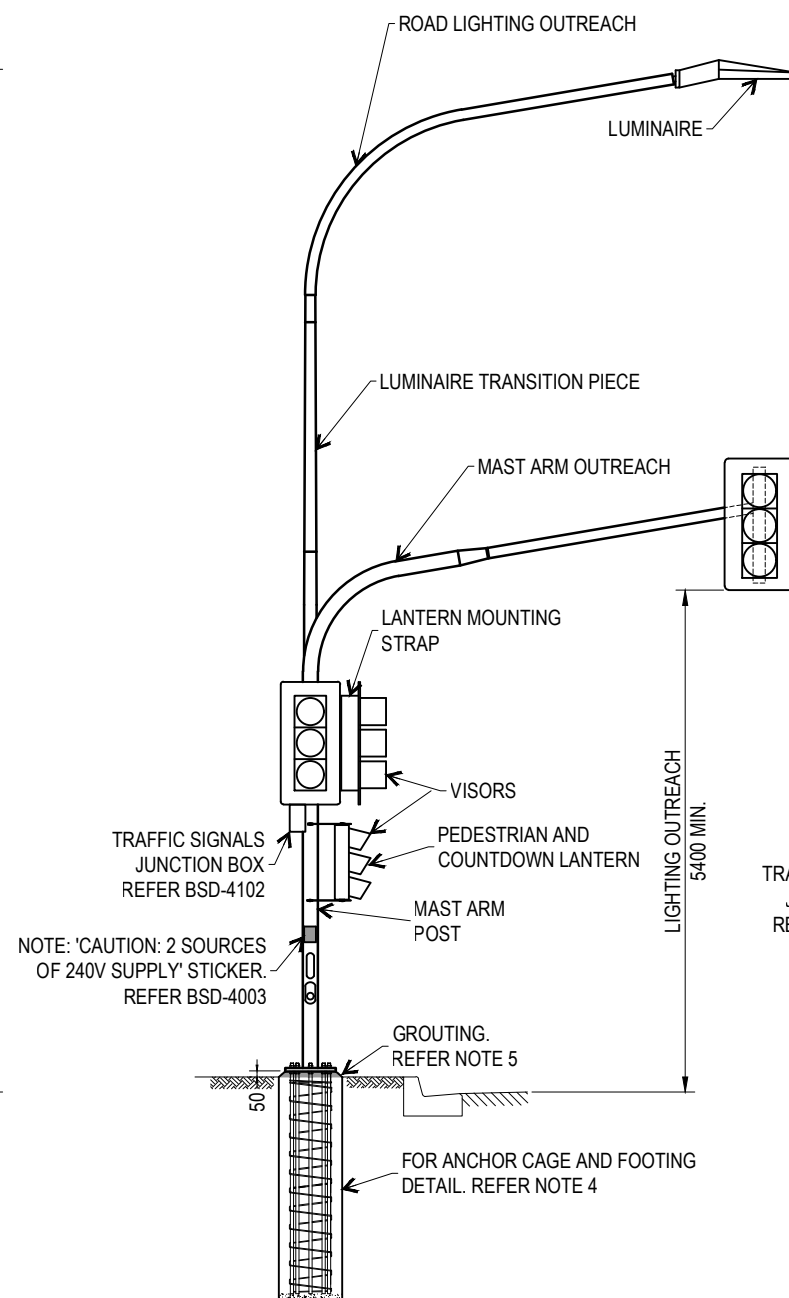 ROAD LIGHTING OUTREACH
LUMINAIRE
LUMINAIRE TRANSITION PIECE
MAST ARM OUTREACH
LANTERN MOUNTING
STRAP
VISORS
TRAFFIC SIGNALS
JUNCTION BOX
REFER BSD-4102
PEDESTRIAN AND
COUNTDOWN LANTERN
LIGHTING OUTREACH
5400 MIN.
MAST ARM
POST
NOTE: 'CAUTION: 2 SOURCES
OF 240V SUPPLY' STICKER.
REFER BSD-4003
GROUTING.
REFER NOTE 5
50
FOR ANCHOR CAGE AND FOOTING
DETAIL. REFER NOTE 4